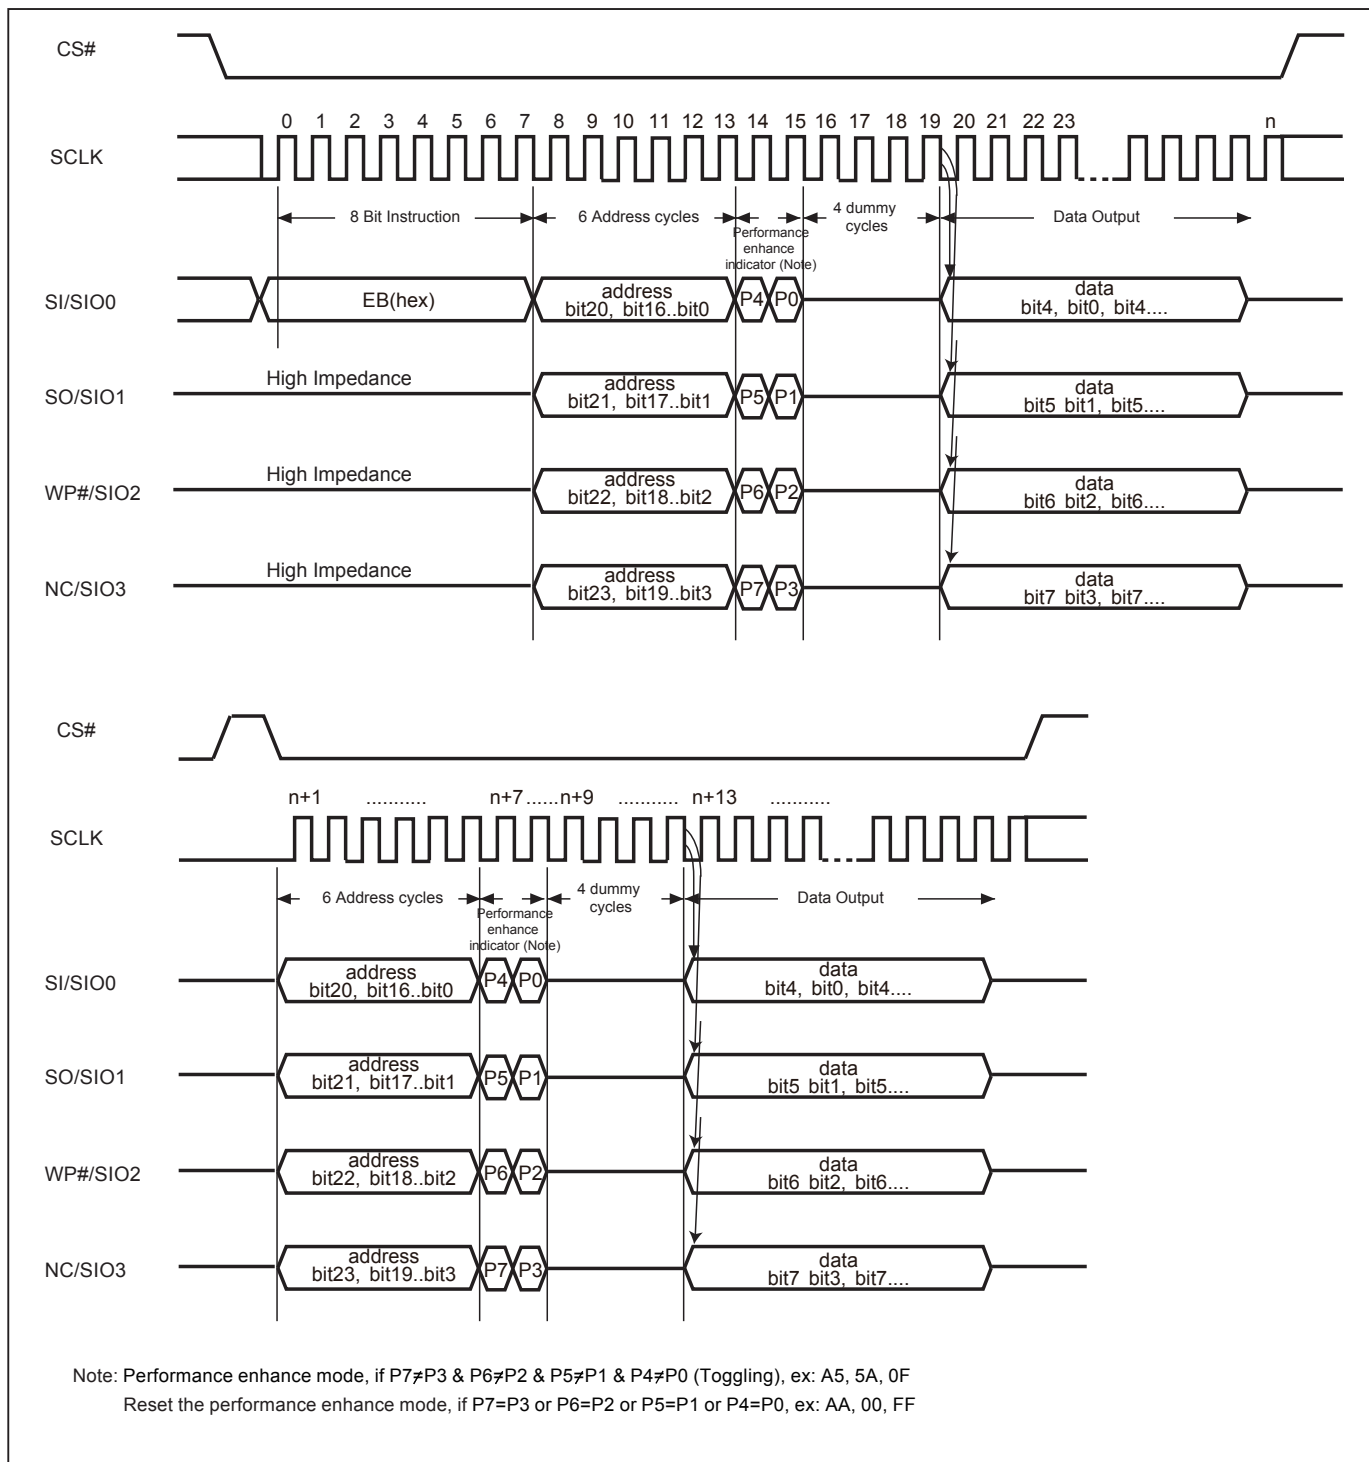 CS#
0 1 2 3 4 5 6 7 8 9 10 11 12 13 14 15 16 17 18 19 20 21 22 23 n
SCLK
8 Bit Instruction 6 Address cycles 4 dummy Data Output
cycles
Performance
enhance
indicator (Note)
SI/SIO0 EB(hex) address P4 P0 data
bit20, bit16..bit0 bit4, bit0, bit4....
High Impedance
SO/SIO1 address P5 P1 data
bit21, bit17..bit1 bit5 bit1, bit5....
High Impedance
WP#/SIO2 address P6 P2 data
bit22, bit18..bit2 bit6 bit2, bit6....
High Impedance
NC/SIO3 address P7 P3 data
bit23, bit19..bit3 bit7 bit3, bit7....
CS#
n+1 ........... n+7 ......n+9 ........... n+13 ...........
SCLK
6 Address cycles 4 dummy Data Output
cycles
Performance
enhance
indicator (Note)
SI/SIO0 address P4 P0 data
bit20, bit16..bit0 bit4, bit0, bit4....
SO/SIO1 address P5 P1 data
bit21, bit17..bit1 bit5 bit1, bit5....
WP#/SIO2 address P6 P2 data
bit22, bit18..bit2 bit6 bit2, bit6....
NC/SIO3 address P7 P3 data
bit23, bit19..bit3 bit7 bit3, bit7....
Note: Performance enhance mode, if P7≠P3 & P6≠P2 & P5≠P1 & P4≠P0 (Toggling), ex: A5, 5A, 0F
Reset the performance enhance mode, if P7=P3 or P6=P2 or P5=P1 or P4=P0, ex: AA, 00, FF